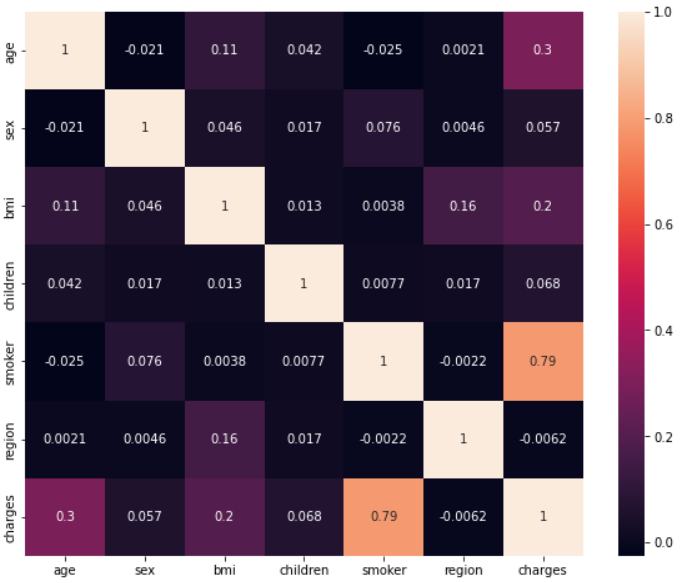 age 1 -0.021 0.11 0.042 -0.025 0.0021 0.3
sex -0.021 1 0.046 0.017 0.076 0.0046 0.057
bmi 0.11 0.046 1 0.013 0.0038 0.16 0.2
children 0.042 0.017 0.013 1 0.0077 0.017 0.068
smoker -0.025 0.076 0.0038 0.0077 1 -0.0022 0.79
region 0.0021 0.0046 0.16 0.017 -0.0022 1 -0.0062
charges 0.3 0.057 0.2 0.068 0.79 -0.0062 1
age sex bmi children smoker region charges
1.0
0.8
0.6
0.4
0.2
0.0